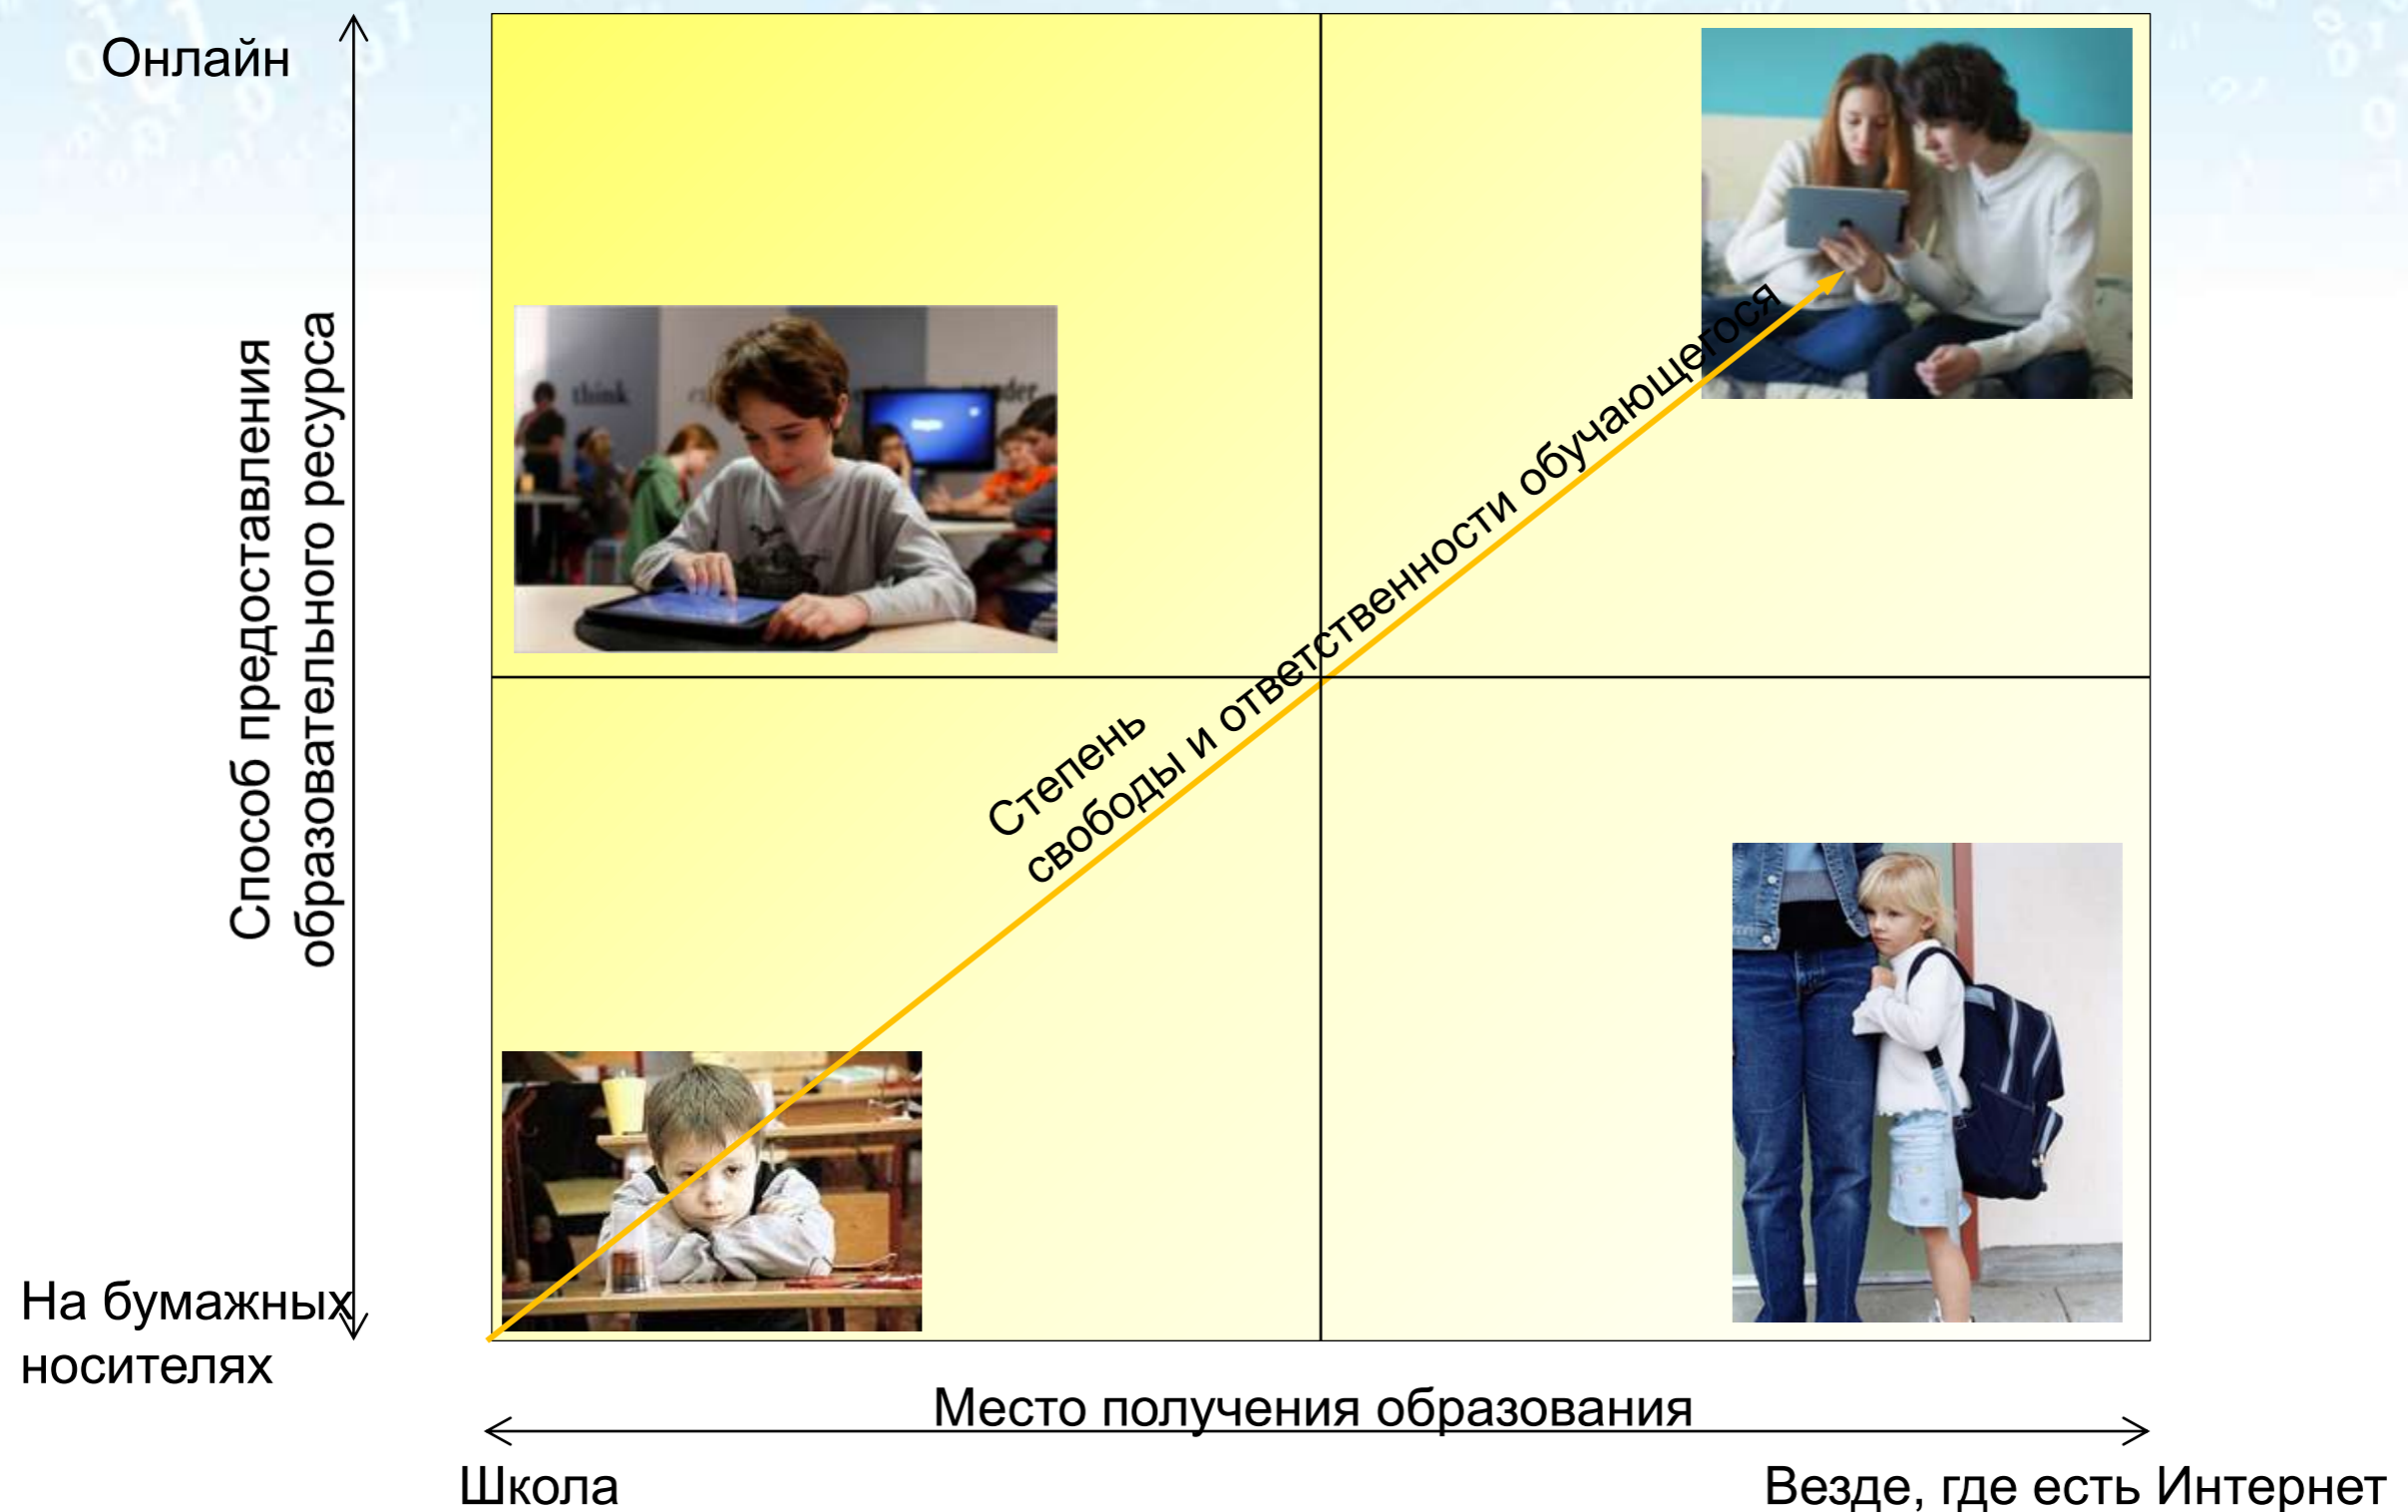 Онлайн
Способ предоставления
образовательного ресурса
think
Степень
свободы и ответственности обучающегося
На бумажных
носителях
Место получения образования
Школа
Везде, где есть Интернет